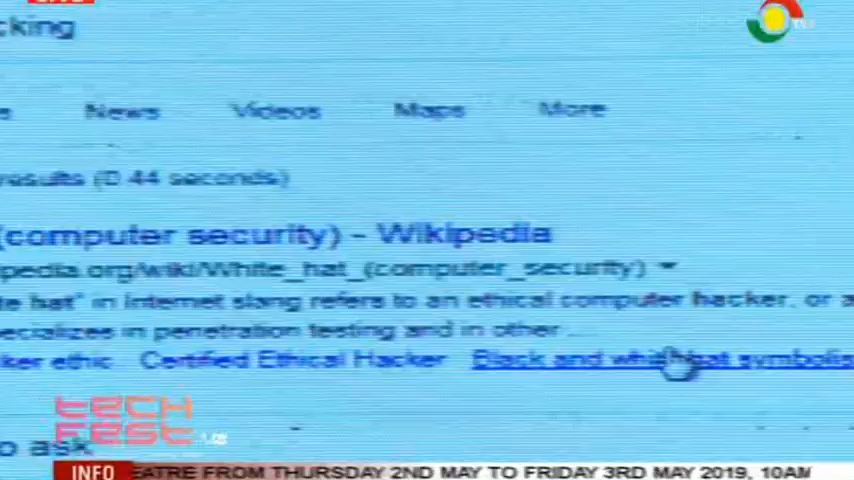 cking
TV
s News Videos Maps More
results (0.44 seconds)
(computer security) - Wikipedia
ipedia.org/wiki/White_hat_(computer_security)
te hat" in Internet slang refers to an ethical computer hacker, or a
ecializes in penetration testing and in other ...
ker ethic Certified Ethical Hacker Black and white hat symbolis
TECH
FEST
o ask
INFO EATRE FROM THURSDAY 2ND MAY TO FRIDAY 3RD MAY 2019, 10AM